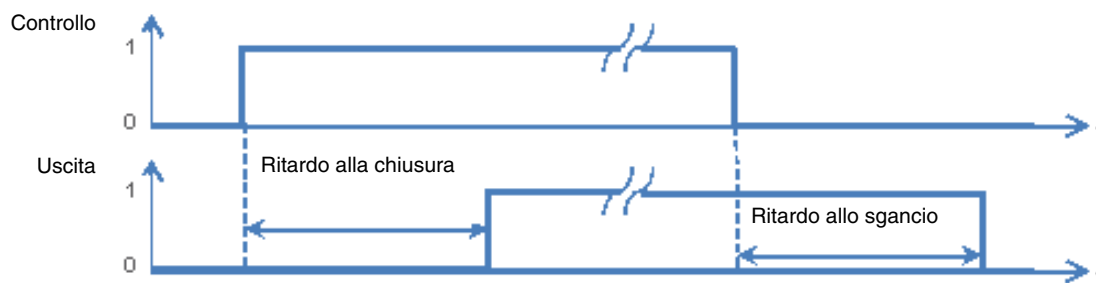 Controllo
1
0
Uscita
Ritardo alla chiusura
1
Ritardo allo sgancio
0